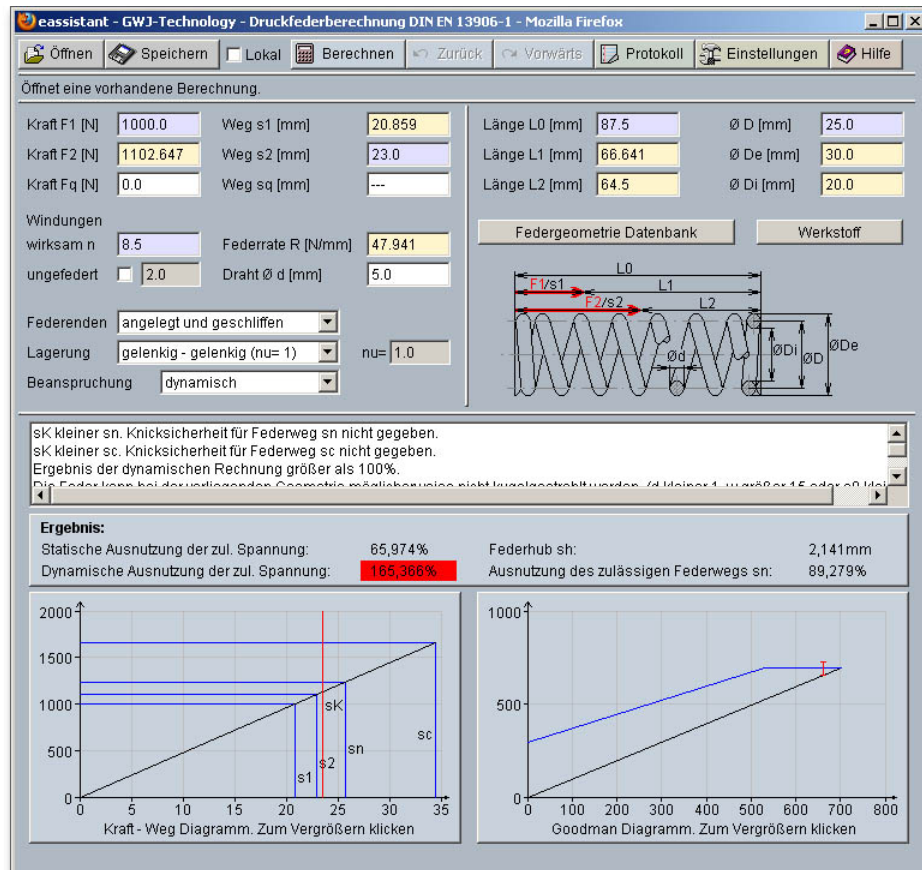 eassistant - GWJ-Technology - Druckfederberechnung DIN EN 13906-1 - Mozilla Firefox
Öffnen Speichern Lokal Berechnen Zurück Vorwärts Protokoll Einstellungen Hilfe
Öffnet eine vorhandene Berechnung.
Kraft F1 [N] 1000.0 Weg s1 [mm] 20.859 Länge L0 [mm] 87.5 Ø D [mm] 25.0
Kraft F2 [N] 1102.647 Weg s2 [mm] 23.0 Länge L1 [mm] 66.641 Ø De [mm] 30.0
Kraft Fq [N] 0.0 Weg sq [mm] --- Länge L2 [mm] 64.5 Ø Di [mm] 20.0
Windungen
wirksam n 8.5 Federrate R [N/mm] 47.941
ungefedert 2.0 Draht Ø d [mm] 5.0
Federenden angelegt und geschliffen
Lagerung gelenkig - gelenkig (nu= 1) nu= 1.0
Beanspruchung dynamisch
Federgeometrie Datenbank Werkstoff
L0
F1/s1 L1
F2/s2 L2
Ød ØDi ØD ØDe
sK kleiner sn. Knicksicherheit für Federweg sn nicht gegeben.
sK kleiner sc. Knicksicherheit für Federweg sc nicht gegeben.
Ergebnis der dynamischen Rechnung größer als 100%.
Ergebnis:
Statische Ausnutzung der zul. Spannung: 65,974% Federhub sh: 2,141mm
Dynamische Ausnutzung der zul. Spannung: 165,366% Ausnutzung des zulässigen Federwegs sn: 89,279%
2000
1500
1000
500
0
sK
sc
sn
s2
s1
0 5 10 15 20 25 30 35
Kraft - Weg Diagramm. Zum Vergrößern klicken
1000
500
0
0 100 200 300 400 500 600 700 800
Goodman Diagramm. Zum Vergrößern klicken